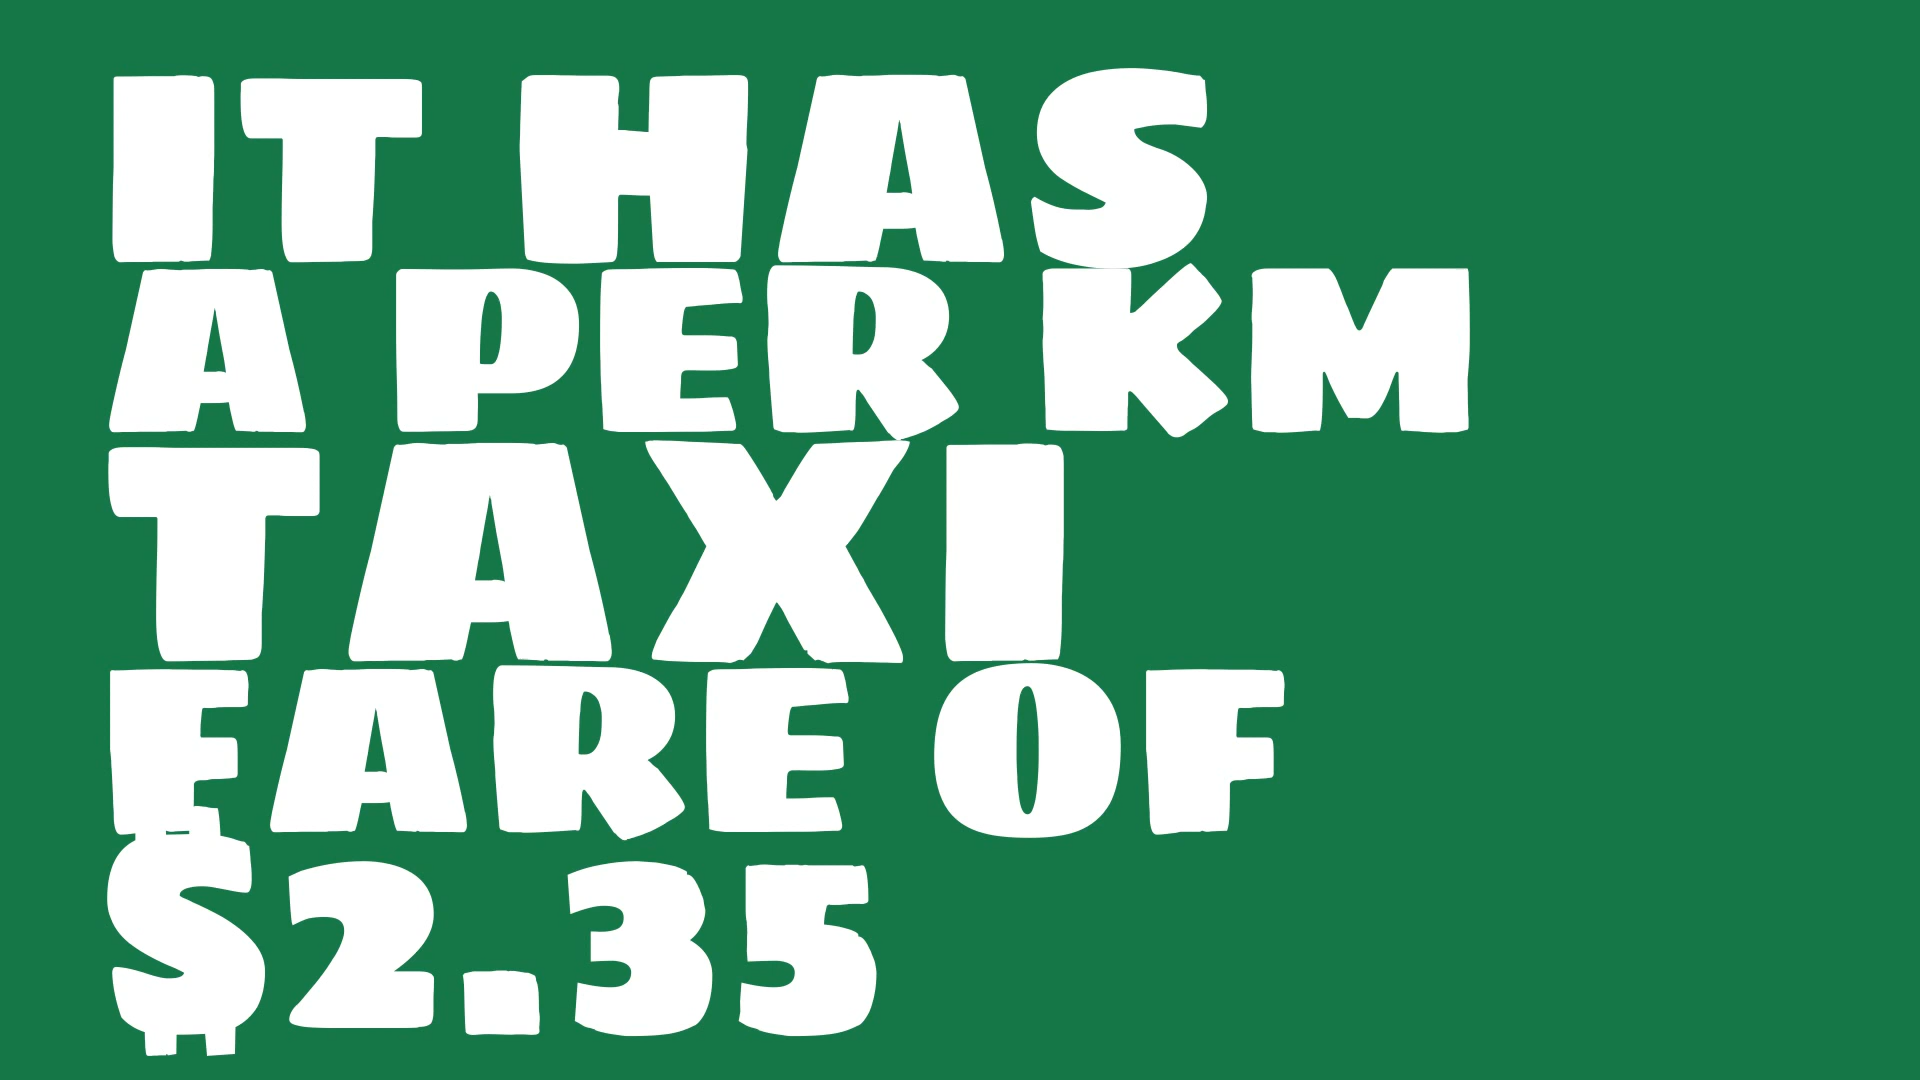 IT HAS
A PER KM
TAXI
FARE OF
$2.35